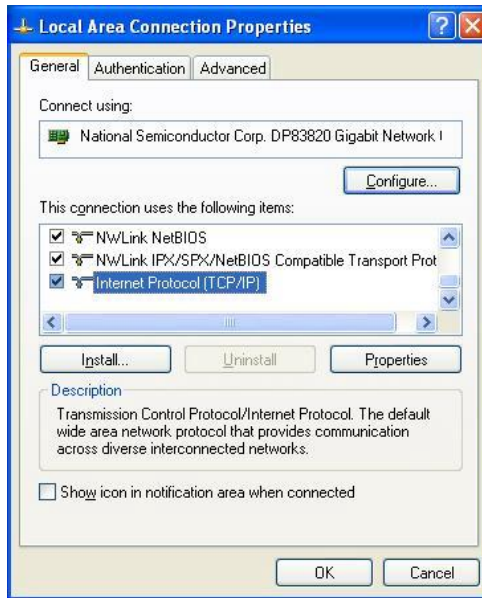 Local Area Connection Properties
General Authentication Advanced
Connect using:
National Semiconductor Corp. DP83820 Gigabit Network
Configure...
This connection uses the following items:
NWLink NetBIOS
NWLink IPX/SPX/NetBIOS Compatible Transport Prot
Internet Protocol (TCP/IP)
Install... Uninstall Properties
Description
Transmission Control Protocol/Internet Protocol. The default
wide area network protocol that provides communication
across diverse interconnected networks.
Show icon in notification area when connected
OK Cancel